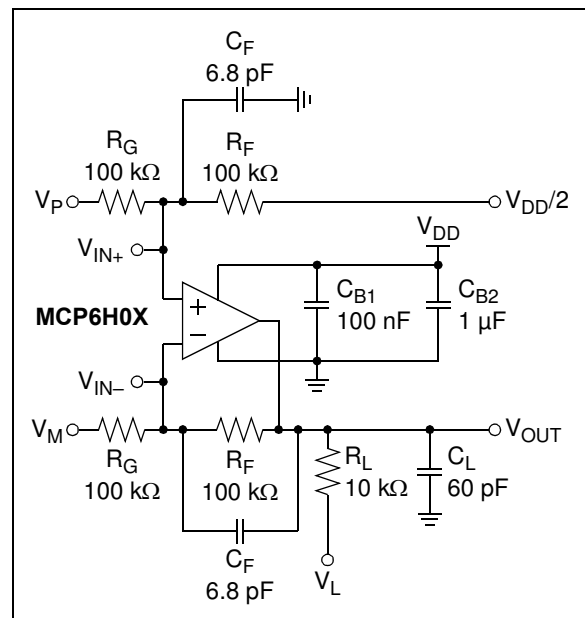 C_F
6.8 pF
R_G
100 kΩ
R_F
100 kΩ
V_P
V_DD/2
V_IN+
V_DD
MCP6H0X
+
−
C_B1
100 nF
C_B2
1 µF
V_IN–
V_M
V_OUT
R_G
100 kΩ
R_F
100 kΩ
R_L
10 kΩ
C_L
60 pF
C_F
6.8 pF
V_L